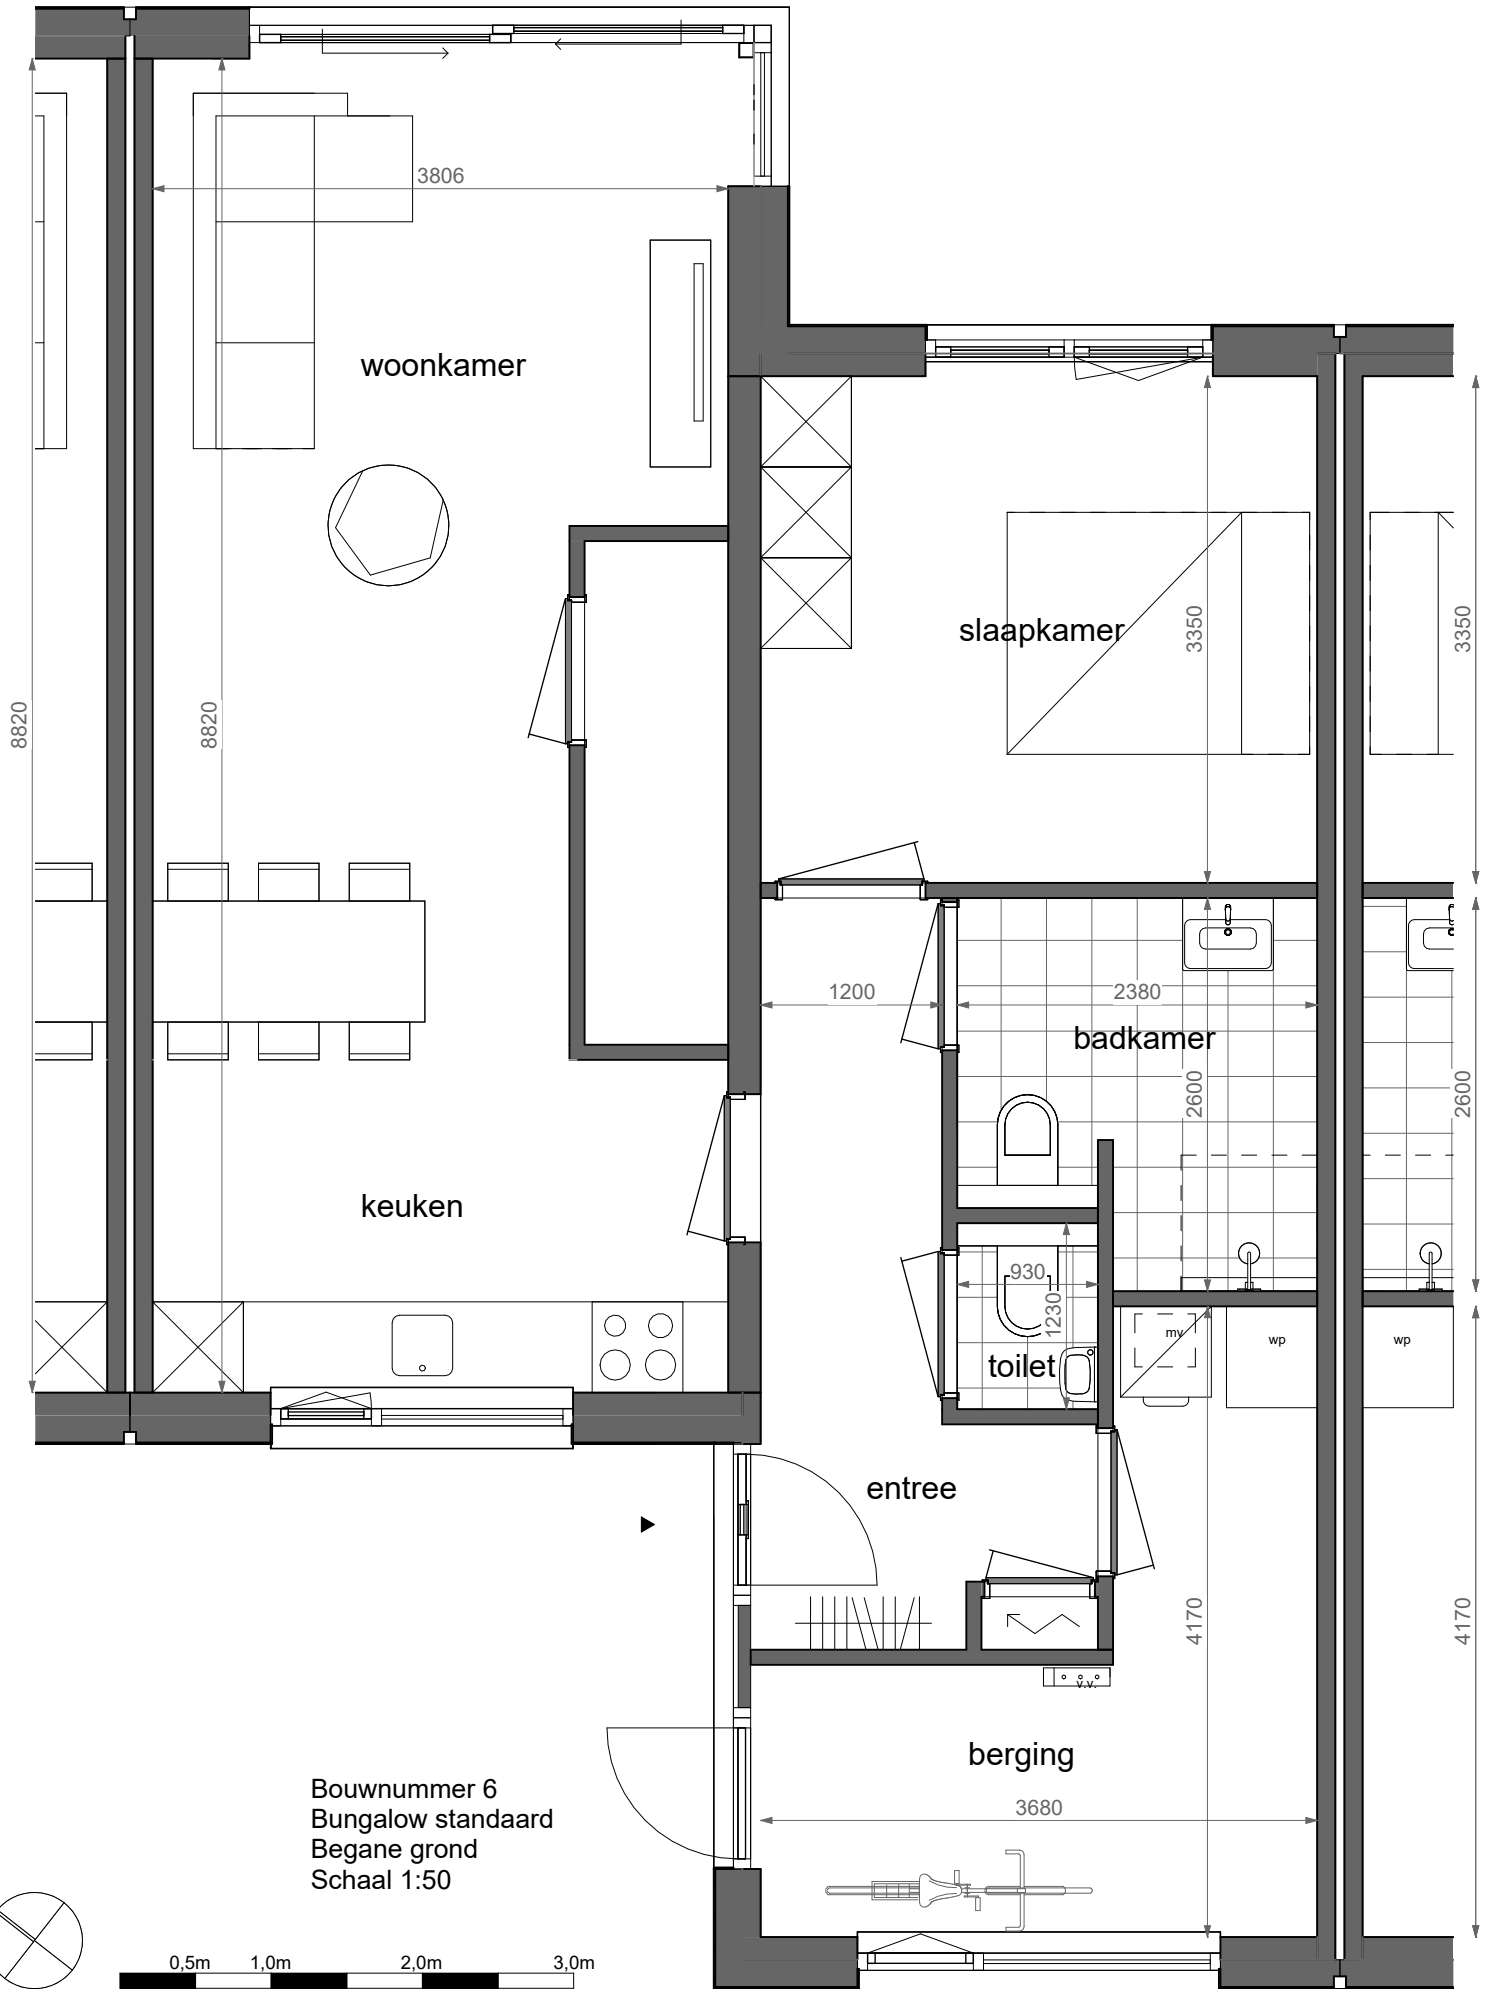 3806
woonkamer
slaapkamer
3350
3350
8820
8820
1200
2380
badkamer
2600
2600
keuken
930
1230
toilet
mv
wp
wp
entree
4170
4170
v.v.
berging
3680
Bouwnummer 6
Bungalow standaard
Begane grond
Schaal 1:50
0,5m 1,0m 2,0m 3,0m